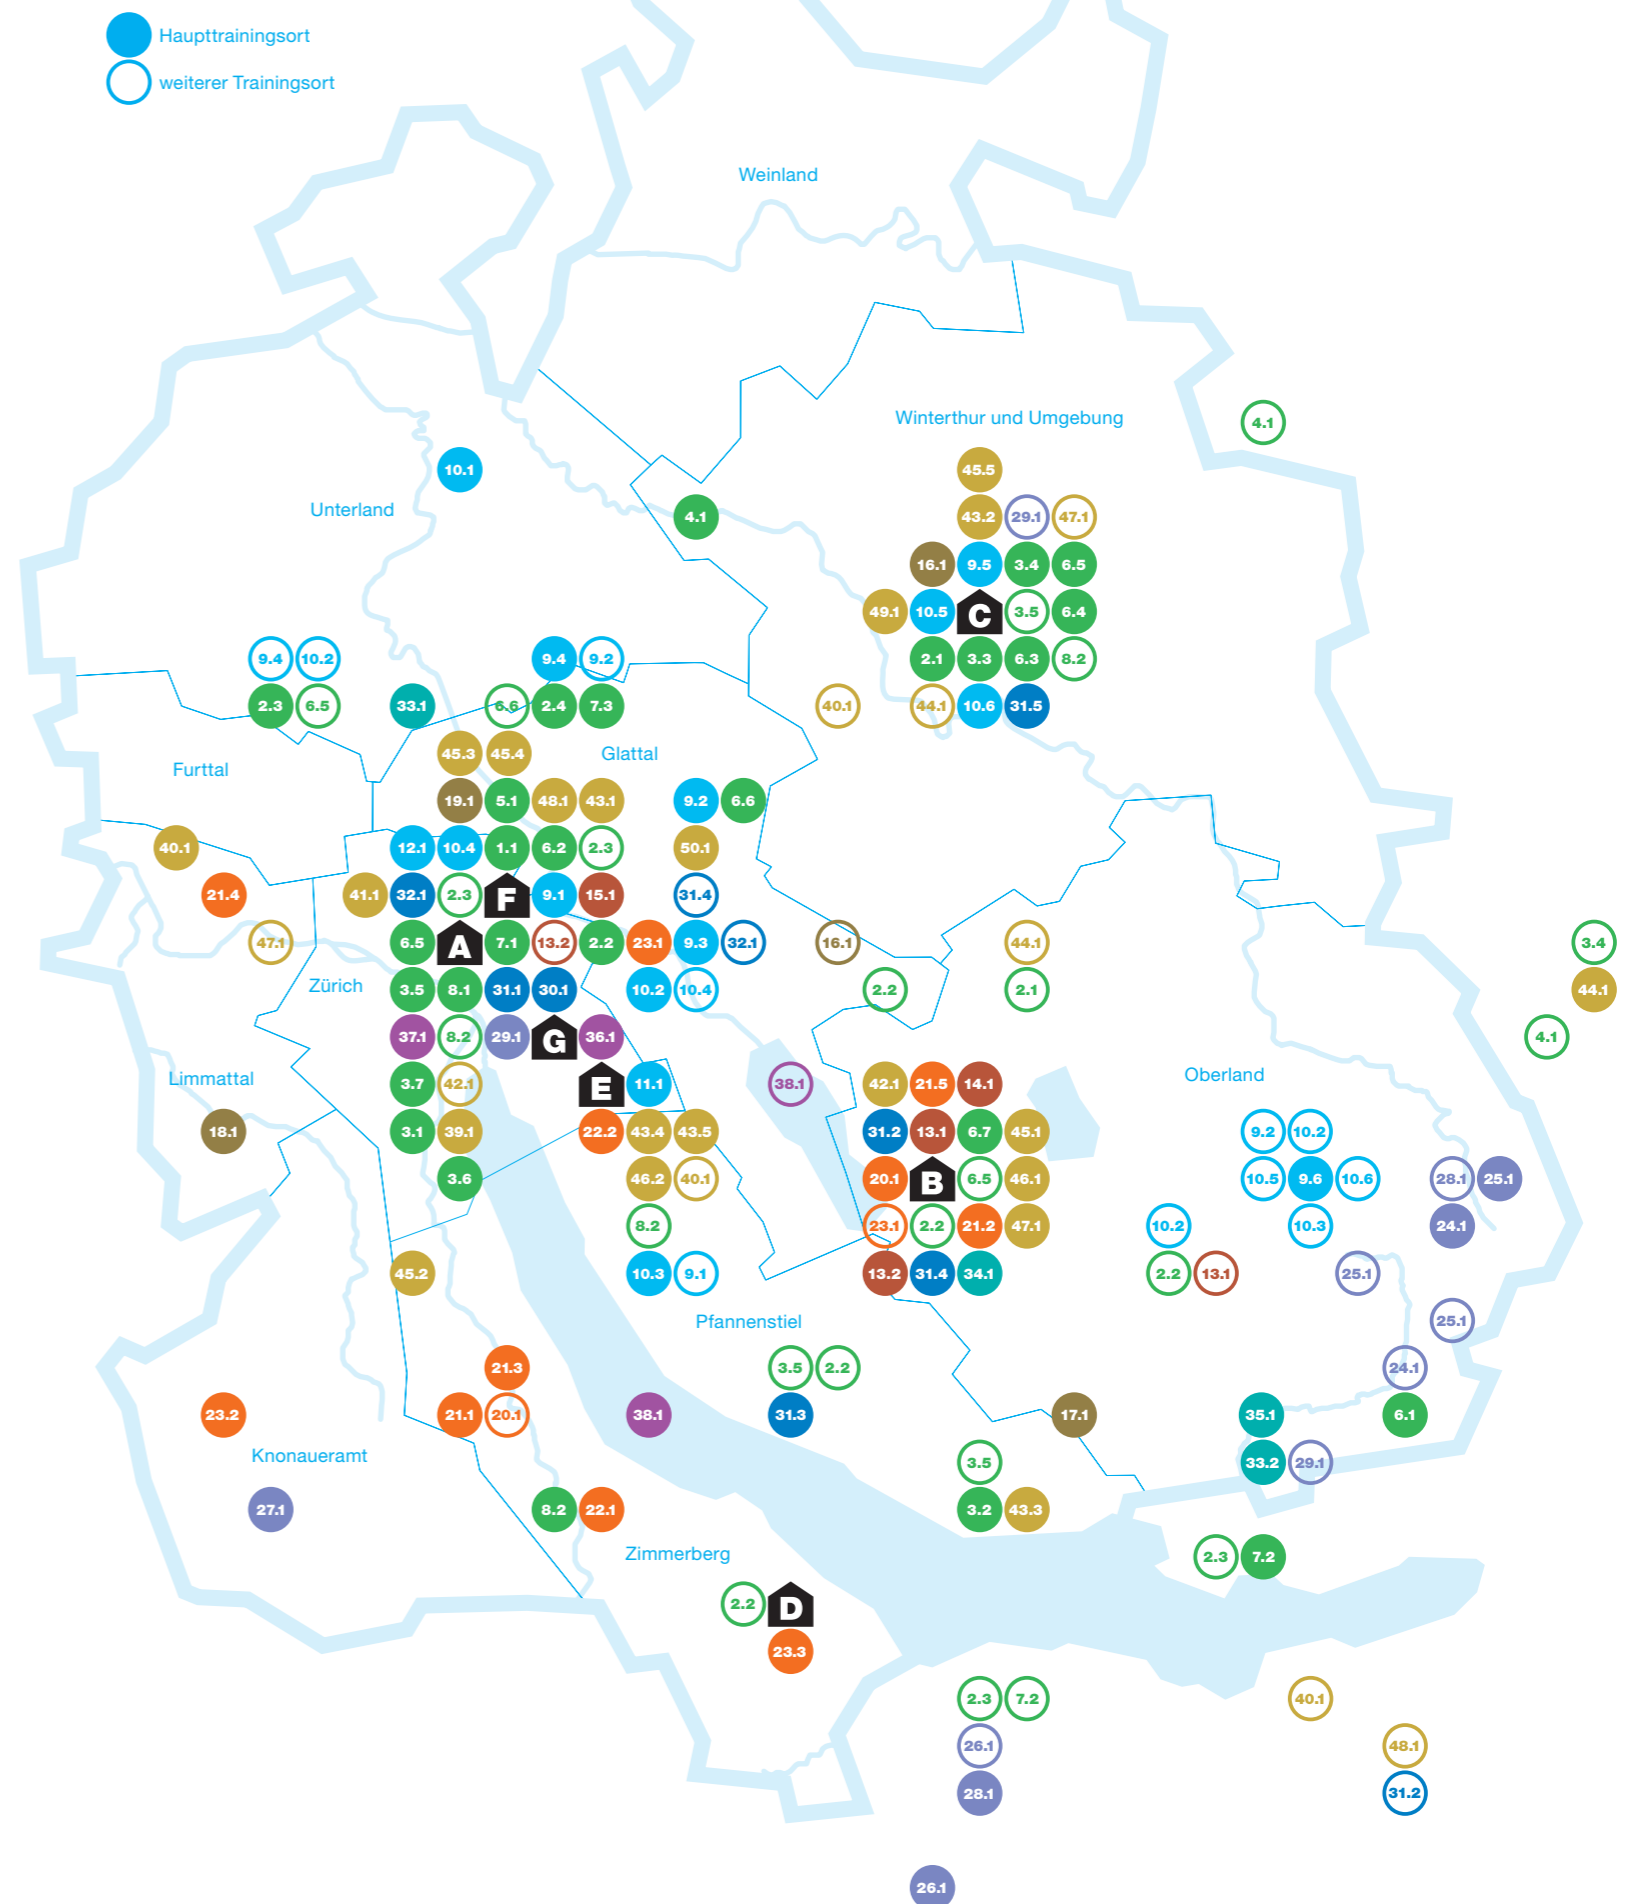 Haupttrainingsort
weiterer Trainingsort
Weinland
Winterthur und Umgebung
4.1
45.5
10.1
Unterland
4.1
43.2 29.1 47.1
16.1 9.5 3.4 6.5
49.1 10.5 C 3.5 6.4
9.4 10.2 9.4 9.2 2.1 3.3 6.3 8.2
2.3 6.5 33.1 6.6 2.4 7.3 40.1 44.1 10.6 31.5
45.3 45.4 Glattal
Furttal
19.1 5.1 48.1 43.1 9.2 6.6
40.1 12.1 10.4 1.1 6.2 2.3 50.1
21.4 41.1 32.1 2.3 F 9.1 15.1 31.4
47.1 6.5 A 7.1 13.2 2.2 23.1 9.3 32.1 16.1 44.1 3.4
Zürich 3.5 8.1 31.1 30.1 10.2 10.4 2.2 2.1 44.1
37.1 8.2 29.1 G 36.1 4.1
Limmattal 3.7 42.1 E 11.1 38.1 42.1 21.5 14.1 Oberland
18.1 3.1 39.1 22.2 43.4 43.5 31.2 13.1 6.7 45.1 9.2 10.2
3.6 46.2 40.1 20.1 B 6.5 46.1 10.5 9.6 10.6 28.1 25.1
8.2 23.1 2.2 21.2 47.1 10.2 10.3 24.1
45.2 10.3 9.1 13.2 31.4 34.1 2.2 13.1 25.1
Pfannenstiel 25.1
21.3 3.5 2.2 24.1
23.2 21.1 20.1 38.1 31.3 17.1 35.1 6.1
Knonaueramt
3.5 33.2 29.1
27.1 8.2 22.1 3.2 43.3
Zimmerberg 2.3 7.2
2.2 D
23.3
2.3 7.2 40.1
26.1 48.1
28.1 31.2
26.1